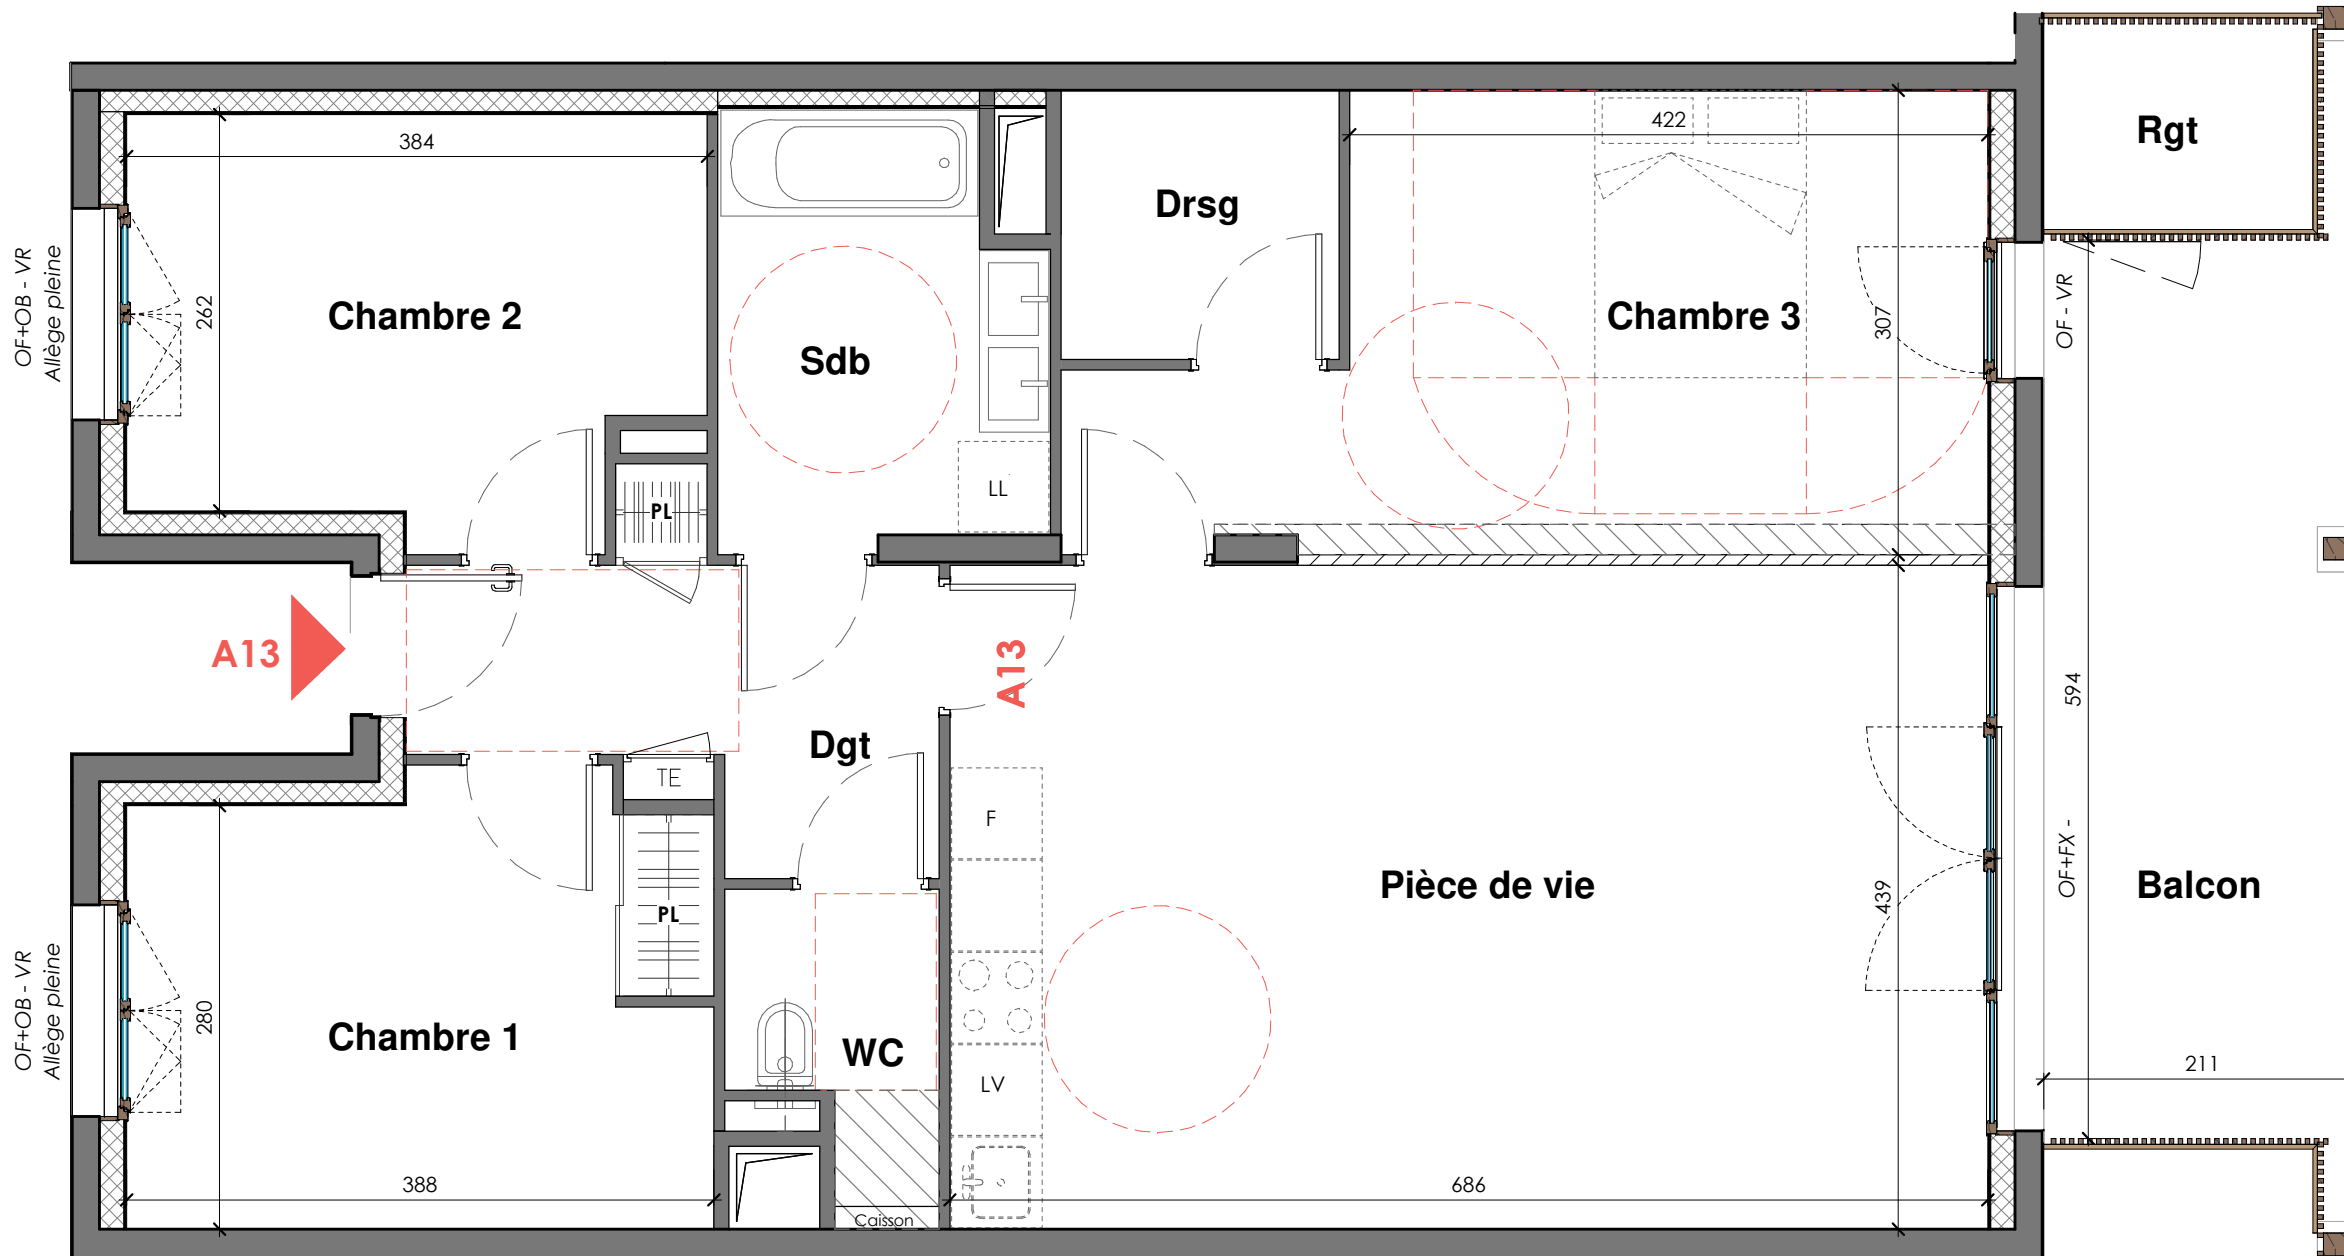 Rgt
384
422
Drsg
OF+OB - VR
Allège pleine
262
Chambre 2
Sdb
Chambre 3
307
OF - VR
LL
PL
A13
A13
594
Dgt
TE
F
OF+FX -
Pièce de vie
439
Balcon
PL
OF+OB - VR
Allège pleine
280
Chambre 1
WC
LV
211
388
686
Caisson